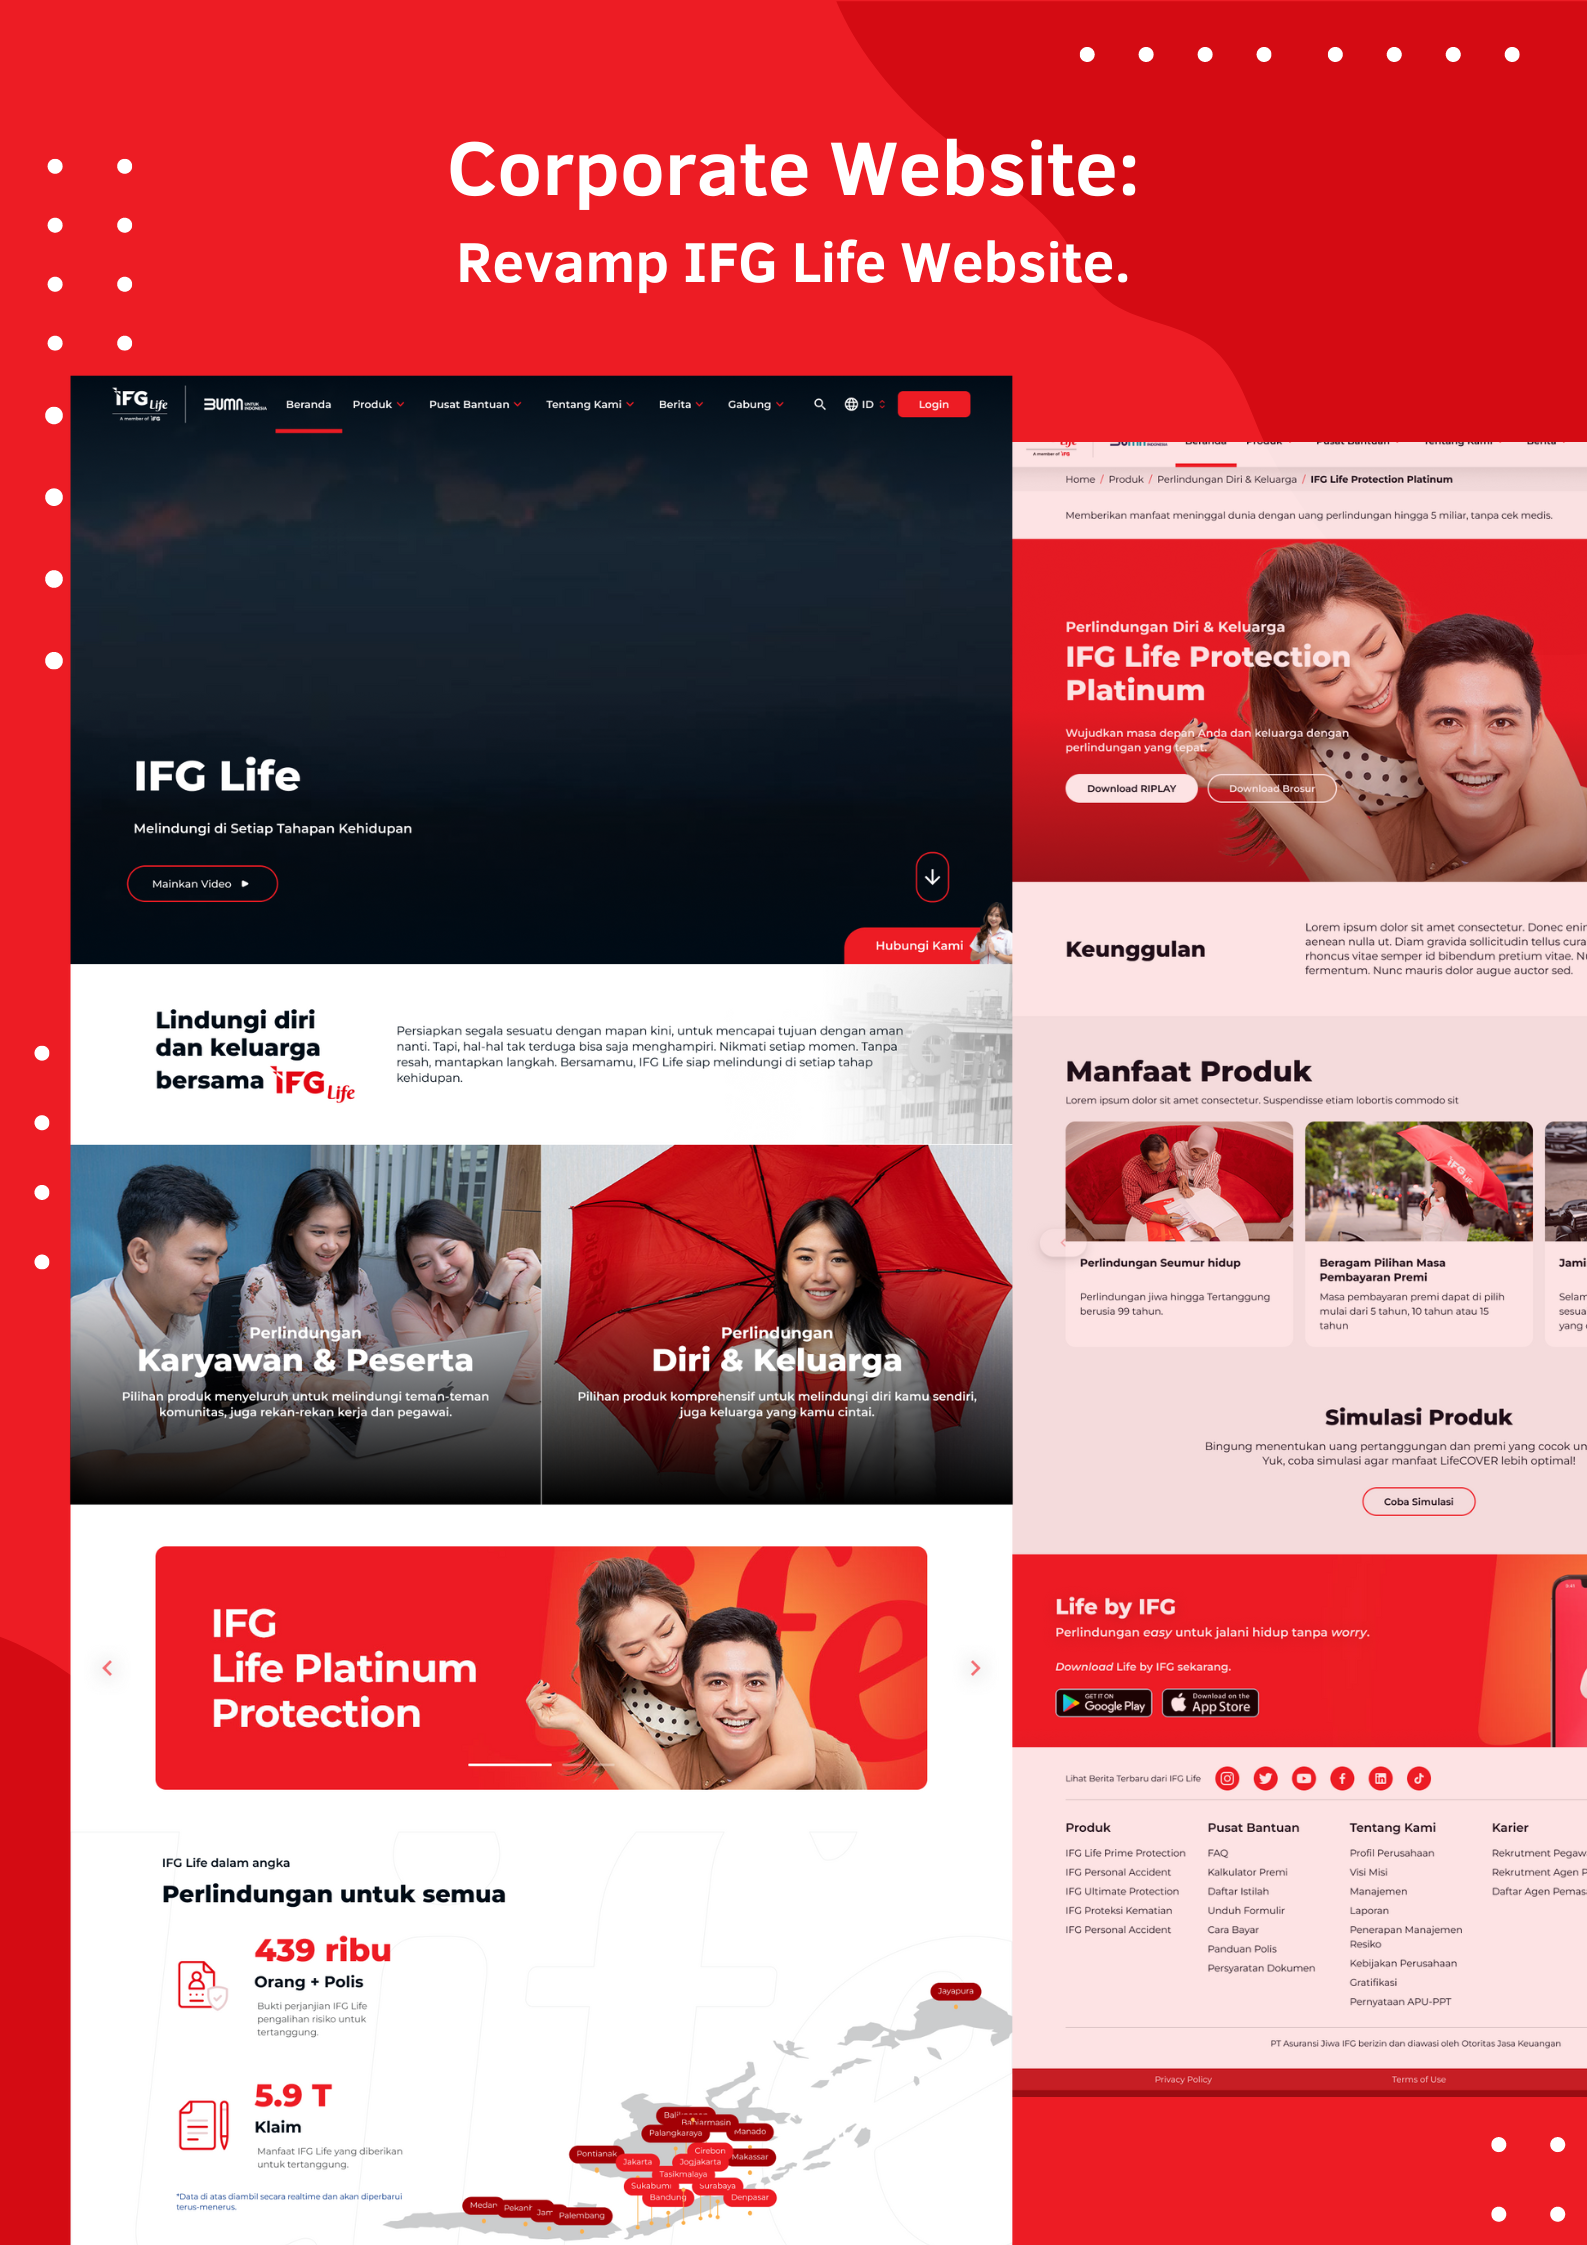 Corporate Website:
Revamp IFG Life Website.
iFG Life
A member of IFG
BUMN UNTUK INDONESIA
Beranda
Produk
Pusat Bantuan
Tentang Kami
Berita
Gabung
ID
Login
IFG Life
Melindungi di Setiap Tahapan Kehidupan
Mainkan Video
Hubungi Kami
Lindungi diri
dan keluarga
bersama iFG Life
Persiapkan segala sesuatu dengan mapan kini, untuk mencapai tujuan dengan aman
nanti. Tapi, hal-hal tak terduga bisa saja menghampiri. Nikmati setiap momen. Tanpa
resah, mantapkan langkah. Bersamamu, IFG Life siap melindungi di setiap tahap
kehidupan.
Perlindungan
Karyawan & Peserta
Pilihan produk menyeluruh untuk melindungi teman-teman
komunitas, juga rekan-rekan kerja dan pegawai.
Perlindungan
Diri & Keluarga
Pilihan produk komprehensif untuk melindungi diri kamu sendiri,
juga keluarga yang kamu cintai.
IFG
Life Platinum
Protection
IFG Life dalam angka
Perlindungan untuk semua
439 ribu
Orang + Polis
Bukti perjanjian IFG Life
pengalihan risiko untuk
tertanggung.
5.9 T
Klaim
Manfaat IFG Life yang diberikan
untuk tertanggung.
*Data di atas diambil secara realtime dan akan diperbarui
terus-menerus.
Jayapura
Banjarmasin
Palangkaraya
Manado
Pontianak
Cirebon
Makassar
Jakarta
Jogjakarta
Tasikmalaya
Sukabumi
Surabaya
Bandung
Denpasar
Medan
Palembang
Life
A member of IFG
BUMN INDONESIA
Beranda
Produk
Pusat Bantuan
Tentang Kami
Berita
Home / Produk / Perlindungan Diri & Keluarga / IFG Life Protection Platinum
Memberikan manfaat meninggal dunia dengan uang perlindungan hingga 5 miliar, tanpa cek medis.
Perlindungan Diri & Keluarga
IFG Life Protection
Platinum
Wujudkan masa depan Anda dan keluarga dengan
perlindungan yang tepat.
Download RIPLAY
Download Brosur
Keunggulan
Lorem ipsum dolor sit amet consectetur. Donec enir
aenean nulla ut. Diam gravida sollicitudin tellus cura
rhoncus vitae semper id bibendum pretium vitae. Nu
fermentum. Nunc mauris dolor augue auctor sed.
Manfaat Produk
Lorem ipsum dolor sit amet consectetur. Suspendisse etiam lobortis commodo sit
iFG
Perlindungan Seumur hidup
Perlindungan jiwa hingga Tertanggung
berusia 99 tahun.
Beragam Pilihan Masa
Pembayaran Premi
Masa pembayaran premi dapat di pilih
mulai dari 5 tahun, 10 tahun atau 15
tahun
Jami
Selam
sesua
yang
Simulasi Produk
Bingung menentukan uang pertanggungan dan premi yang cocok un
Yuk, coba simulasi agar manfaat LifeCOVER lebih optimal!
Coba Simulasi
Life by IFG
Perlindungan easy untuk jalani hidup tanpa worry.
Download Life by IFG sekarang.
GET IT ON
Google Play
Download on the
App Store
Lihat Berita Terbaru dari IFG Life
Produk
IFG Life Prime Protection
IFG Personal Accident
IFG Ultimate Protection
IFG Proteksi Kematian
IFG Personal Accident
Pusat Bantuan
FAQ
Kalkulator Premi
Daftar Istilah
Unduh Formulir
Cara Bayar
Panduan Polis
Persyaratan Dokumen
Tentang Kami
Profil Perusahaan
Visi Misi
Manajemen
Laporan
Penerapan Manajemen
Resiko
Kebijakan Perusahaan
Gratifikasi
Pernyataan APU-PPT
Karier
Rekrutment Pegaw
Rekrutment Agen P
Daftar Agen Pemas
PT Asuransi Jiwa IFG berizin dan diawasi oleh Otoritas Jasa Keuangan
Privacy Policy
Terms of Use